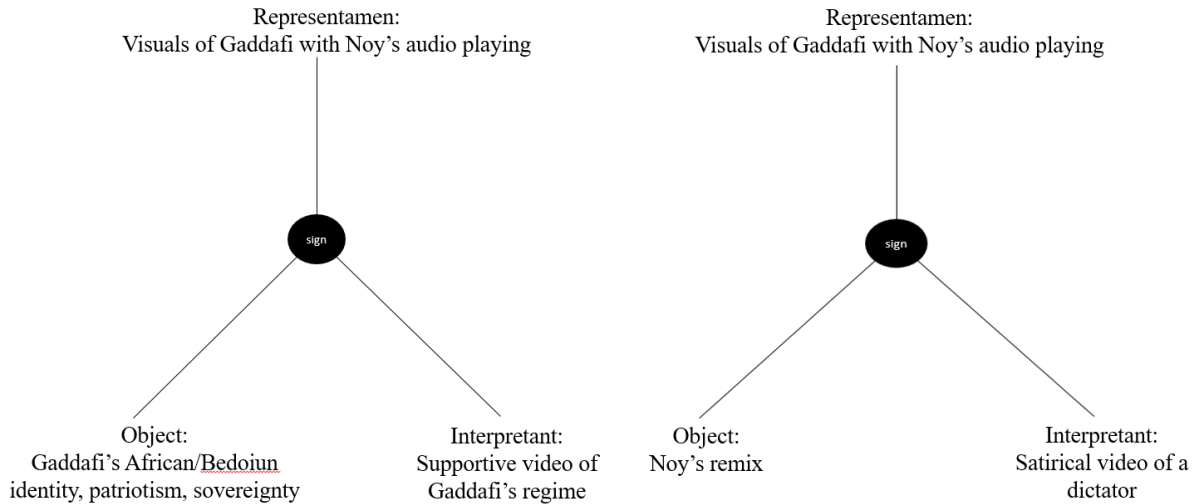 Representamen:
Visuals of Gaddafi with Noy’s audio playing
sign
Object:
Gaddafi’s African/Bedoiun
identity, patriotism, sovereignty
Interpretant:
Supportive video of
Gaddafi’s regime
Representamen:
Visuals of Gaddafi with Noy’s audio playing
sign
Object:
Noy’s remix
Interpretant:
Satirical video of a
dictator